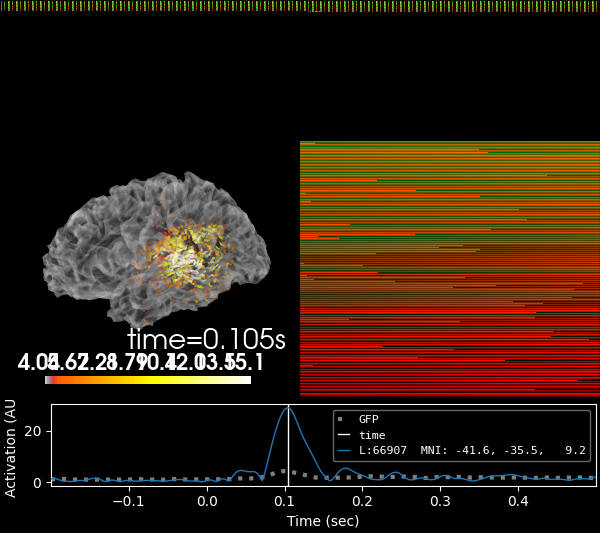 time=0.105s
Activation (AU
20
0
GFP
time
L:66907 MNI: -41.6, -35.5, 9.2
−0.1 0.0 0.1 0.2 0.3 0.4
Time (sec)